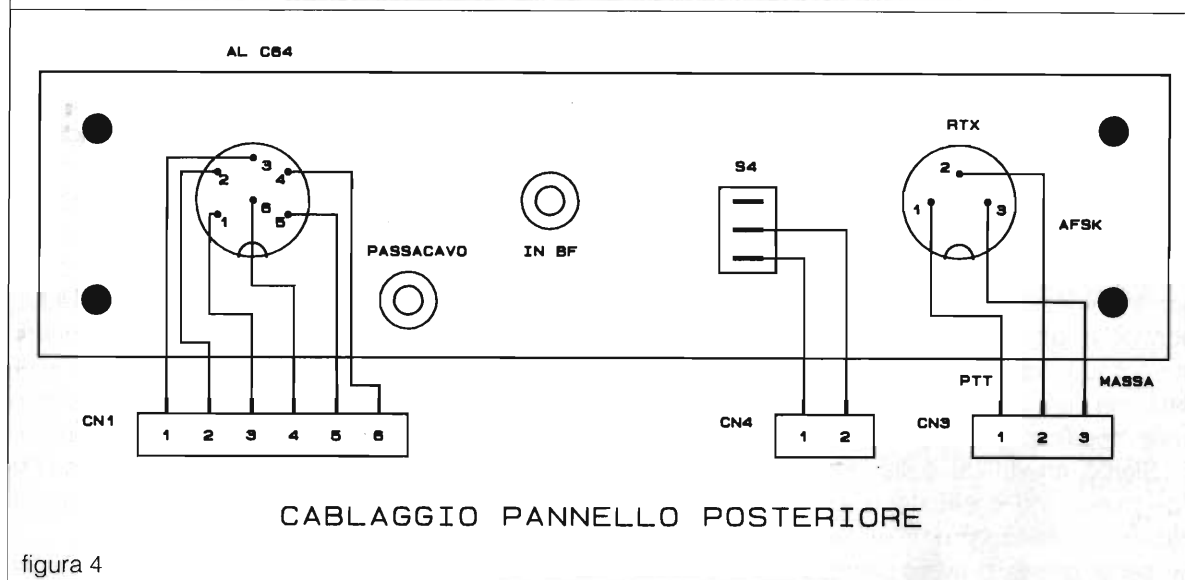 AL C64
3
2
4
6
1
5
PASSACAVO
IN BF
S4
RTX
2
1
3
AFSK
PTT
MASSA
CN1
1 2 3 4 5 6
CN4
1 2
CN3
1 2 3
CABLAGGIO PANNELLO POSTERIORE
figura 4